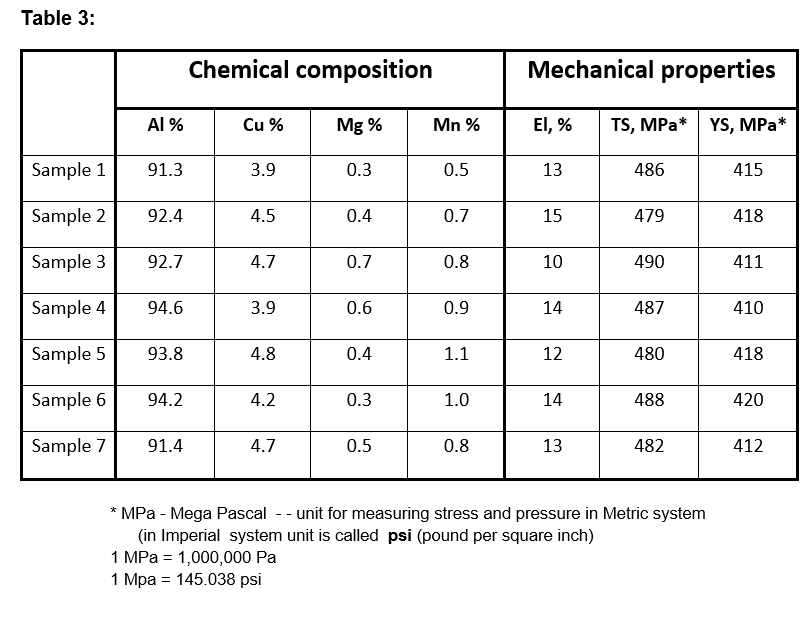 Table 3:
Chemical composition Mechanical properties
Al % Cu % Mg % Mn % El, % TS, MPa* YS, MPa*
Sample 1 91.3 3.9 0.3 0.5 13 486 415
Sample 2 92.4 4.5 0.4 0.7 15 479 418
Sample 3 92.7 4.7 0.7 0.8 10 490 411
Sample 4 94.6 3.9 0.6 0.9 14 487 410
Sample 5 93.8 4.8 0.4 1.1 12 480 418
Sample 6 94.2 4.2 0.3 1.0 14 488 420
Sample 7 91.4 4.7 0.5 0.8 13 482 412
* MPa - Mega Pascal - - unit for measuring stress and pressure in Metric system
(in Imperial system unit is called psi (pound per square inch)
1 MPa = 1,000,000 Pa
1 Mpa = 145.038 psi